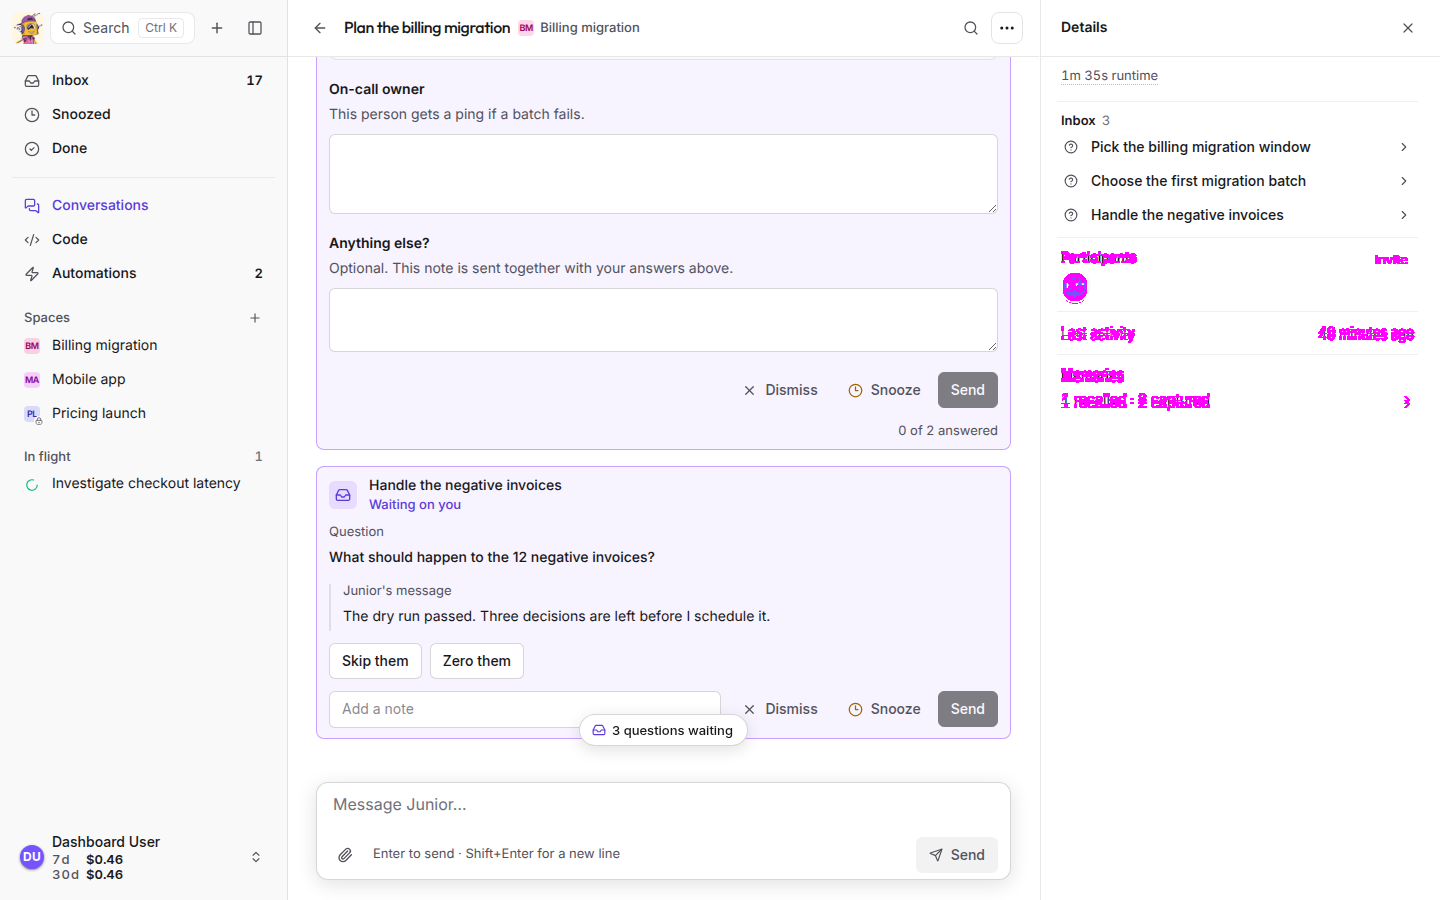 Search Ctrl K
Inbox 17
Snoozed
Done
Conversations
Code
Automations 2
Spaces
BM Billing migration
MA Mobile app
PL Pricing launch
In flight 1
Investigate checkout latency
DU Dashboard User
7d $0.46
30d $0.46
Plan the billing migration BM Billing migration
On-call owner
This person gets a ping if a batch fails.
Anything else?
Optional. This note is sent together with your answers above.
Dismiss Snooze Send
0 of 2 answered
Handle the negative invoices
Waiting on you
Question
What should happen to the 12 negative invoices?
Junior's message
The dry run passed. Three decisions are left before I schedule it.
Skip them Zero them
Add a note Dismiss Snooze Send
3 questions waiting
Message Junior...
Enter to send · Shift+Enter for a new line Send
Details
1m 35s runtime
Inbox 3
Pick the billing migration window
Choose the first migration batch
Handle the negative invoices
Participants Invite
Last activity minutes ago
Memories